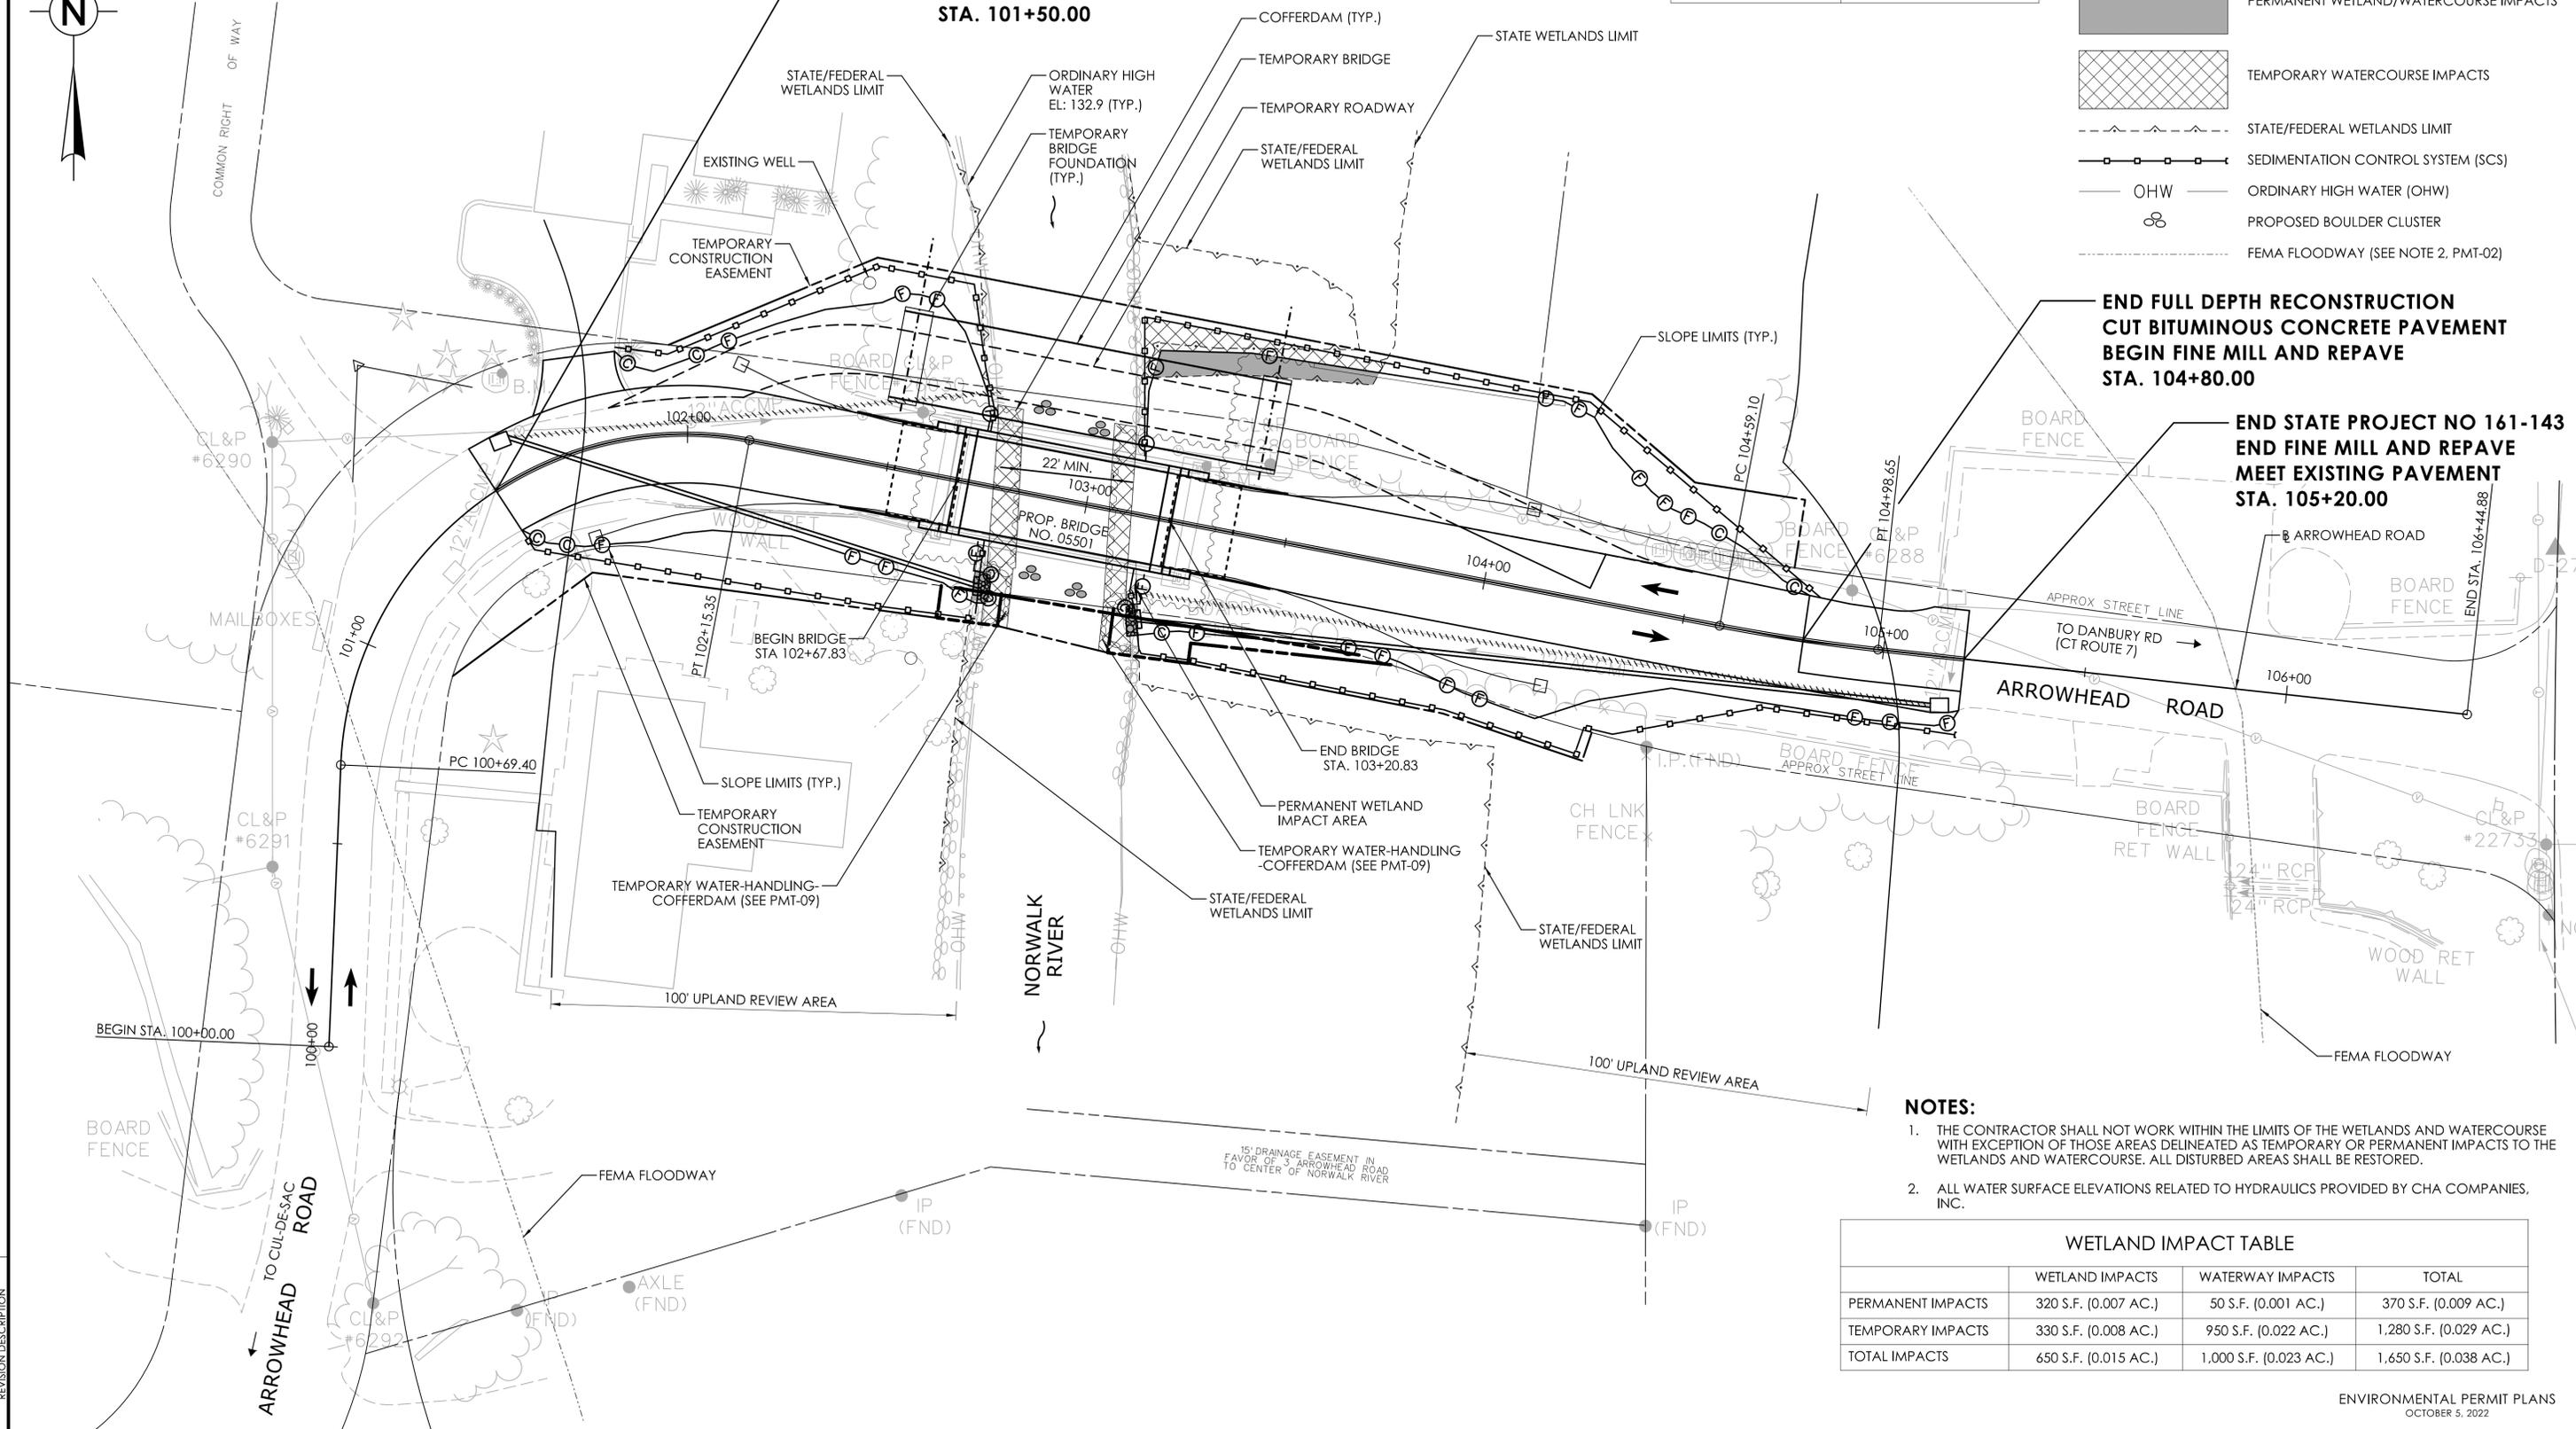 N
STA. 101+50.00
COMMON RIGHT OF WAY
STATE/FEDERAL
WETLANDS LIMIT
ORDINARY HIGH
WATER
EL: 132.9 (TYP.)
TEMPORARY
BRIDGE
FOUNDATION
(TYP.)
COFFERDAM (TYP.)
TEMPORARY BRIDGE
TEMPORARY ROADWAY
STATE/FEDERAL
WETLANDS LIMIT
STATE WETLANDS LIMIT
EXISTING WELL
TEMPORARY
CONSTRUCTION
EASEMENT
PERMANENT WETLAND/WATERCOURSE IMPACTS
TEMPORARY WATERCOURSE IMPACTS
STATE/FEDERAL WETLANDS LIMIT
SEDIMENTATION CONTROL SYSTEM (SCS)
OHW
ORDINARY HIGH WATER (OHW)
PROPOSED BOULDER CLUSTER
FEMA FLOODWAY (SEE NOTE 2, PMT-02)
END FULL DEPTH RECONSTRUCTION
CUT BITUMINOUS CONCRETE PAVEMENT
BEGIN FINE MILL AND REPAVE
STA. 104+80.00
END STATE PROJECT NO 161-143
END FINE MILL AND REPAVE
MEET EXISTING PAVEMENT
STA. 105+20.00
SLOPE LIMITS (TYP.)
BOARD
FENCE
CL&P
#6290
12" ACCMP
102+00
22' MIN.
103+00
PROP. BRIDGE
NO. 05501
BOARD
FENCE
PC 104+59.10
PT 104+98.65
BOARD
FENCE
CL&P
#6288
BOARD
FENCE
104+00
105+00
WOOD RET
WALL
MAILBOXES
101+00
PT 102+15.35
BEGIN BRIDGE
STA 102+67.83
℄ ARROWHEAD ROAD
END STA. 106+44.88
BOARD
FENCE
APPROX STREET LINE
TO DANBURY RD
(CT ROUTE 7)
106+00
ARROWHEAD ROAD
PC 100+69.40
SLOPE LIMITS (TYP.)
TEMPORARY
CONSTRUCTION
EASEMENT
TEMPORARY WATER-HANDLING-
COFFERDAM (SEE PMT-09)
END BRIDGE
STA. 103+20.83
PERMANENT WETLAND
IMPACT AREA
TEMPORARY WATER-HANDLING
-COFFERDAM (SEE PMT-09)
STATE/FEDERAL
WETLANDS LIMIT
STATE/FEDERAL
WETLANDS LIMIT
I.P.(FND)
BOARD FENCE
APPROX STREET LINE
CH LNK
FENCE
BOARD
FENCE
RET WALL
24" RCP
24" RCP
CL&P
#22733
WOOD RET
WALL
CL&P
#6291
OHW
OHW
NORWALK
RIVER
100' UPLAND REVIEW AREA
100' UPLAND REVIEW AREA
BEGIN STA. 100+00.00
100+00
FEMA FLOODWAY
BOARD
FENCE
15' DRAINAGE EASEMENT IN
FAVOR OF 3 ARROWHEAD ROAD
TO CENTER OF NORWALK RIVER
FEMA FLOODWAY
IP
(FND)
IP
(FND)
AXLE
(FND)
(FND)
CL&P
#6292
TO CUL-DE-SAC
ARROWHEAD ROAD
NOTES:
1. THE CONTRACTOR SHALL NOT WORK WITHIN THE LIMITS OF THE WETLANDS AND WATERCOURSE
WITH EXCEPTION OF THOSE AREAS DELINEATED AS TEMPORARY OR PERMANENT IMPACTS TO THE
WETLANDS AND WATERCOURSE. ALL DISTURBED AREAS SHALL BE RESTORED.
2. ALL WATER SURFACE ELEVATIONS RELATED TO HYDRAULICS PROVIDED BY CHA COMPANIES,
INC.
WETLAND IMPACT TABLE
WETLAND IMPACTS WATERWAY IMPACTS TOTAL
PERMANENT IMPACTS 320 S.F. (0.007 AC.) 50 S.F. (0.001 AC.) 370 S.F. (0.009 AC.)
TEMPORARY IMPACTS 330 S.F. (0.008 AC.) 950 S.F. (0.022 AC.) 1,280 S.F. (0.029 AC.)
TOTAL IMPACTS 650 S.F. (0.015 AC.) 1,000 S.F. (0.023 AC.) 1,650 S.F. (0.038 AC.)
ENVIRONMENTAL PERMIT PLANS
OCTOBER 5, 2022
REVISION DESCRIPTION